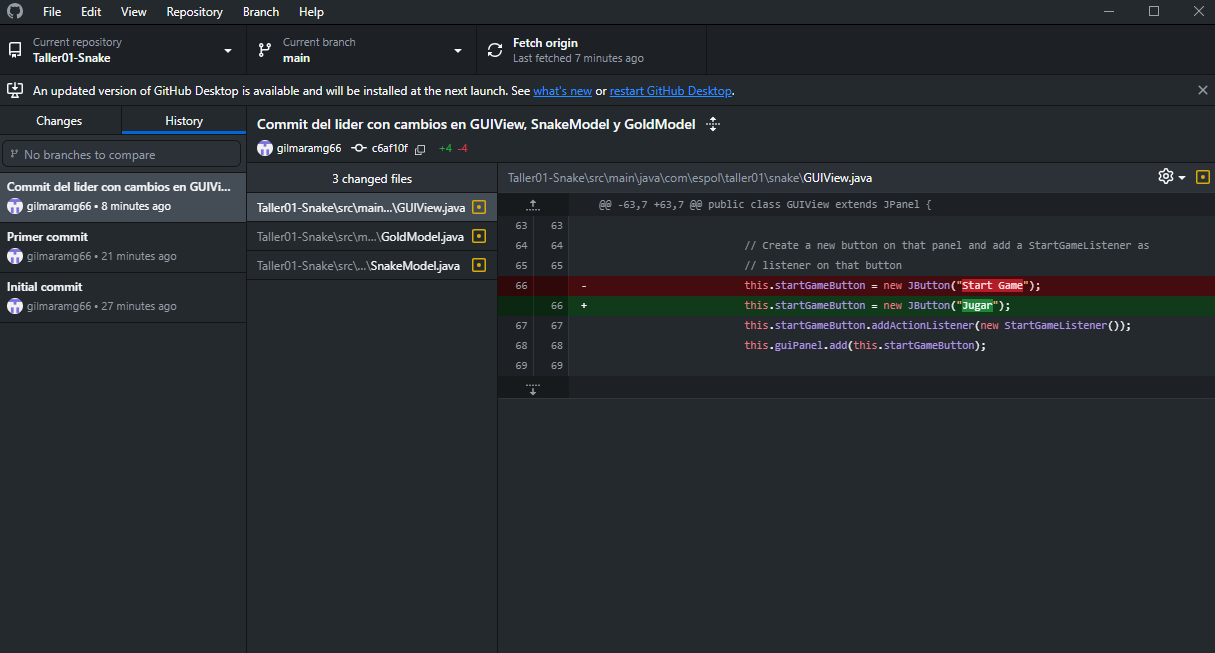 File Edit View Repository Branch Help
Current repository
Taller01-Snake
Current branch
main
Fetch origin
Last fetched 7 minutes ago
An updated version of GitHub Desktop is available and will be installed at the next launch. See what's new or restart GitHub Desktop.
Changes
History
No branches to compare
Commit del lider con cambios en GUIVi...
gilmaramg66 • 8 minutes ago
Primer commit
gilmaramg66 • 21 minutes ago
Initial commit
gilmaramg66 • 27 minutes ago
Commit del lider con cambios en GUIView, SnakeModel y GoldModel
gilmaramg66 c6af10f +4 -4
3 changed files
Taller01-Snake\src\main...\GUIView.java
Taller01-Snake\src\m...\GoldModel.java
Taller01-Snake\src\...\SnakeModel.java
Taller01-Snake\src\main\java\com\espol\taller01\snake\GUIView.java
@@ -63,7 +63,7 @@ public class GUIView extends JPanel {
63 63
64 64 // Create a new button on that panel and add a StartGameListener as
65 65 // listener on that button
66 - this.startGameButton = new JButton("Start Game");
66 + this.startGameButton = new JButton("Jugar");
67 67 this.startGameButton.addActionListener(new StartGameListener());
68 68 this.guiPanel.add(this.startGameButton);
69 69